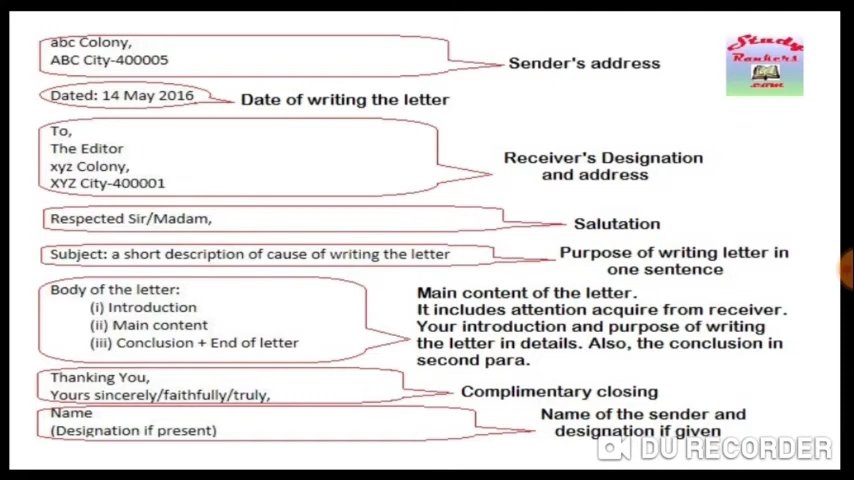 abc Colony,
ABC City-400005
Sender's address
Study
Rankers
.com
Dated: 14 May 2016
Date of writing the letter
To,
The Editor
xyz Colony,
XYZ City-400001
Receiver's Designation
and address
Respected Sir/Madam,
Salutation
Subject: a short description of cause of writing the letter
Purpose of writing letter in
one sentence
Body of the letter:
(i) Introduction
(ii) Main content
(iii) Conclusion + End of letter
Main content of the letter.
It includes attention acquire from receiver.
Your introduction and purpose of writing
the letter in details. Also, the conclusion in
second para.
Thanking You,
Yours sincerely/faithfully/truly,
Complimentary closing
Name
(Designation if present)
Name of the sender and
designation if given
DU RECORDER